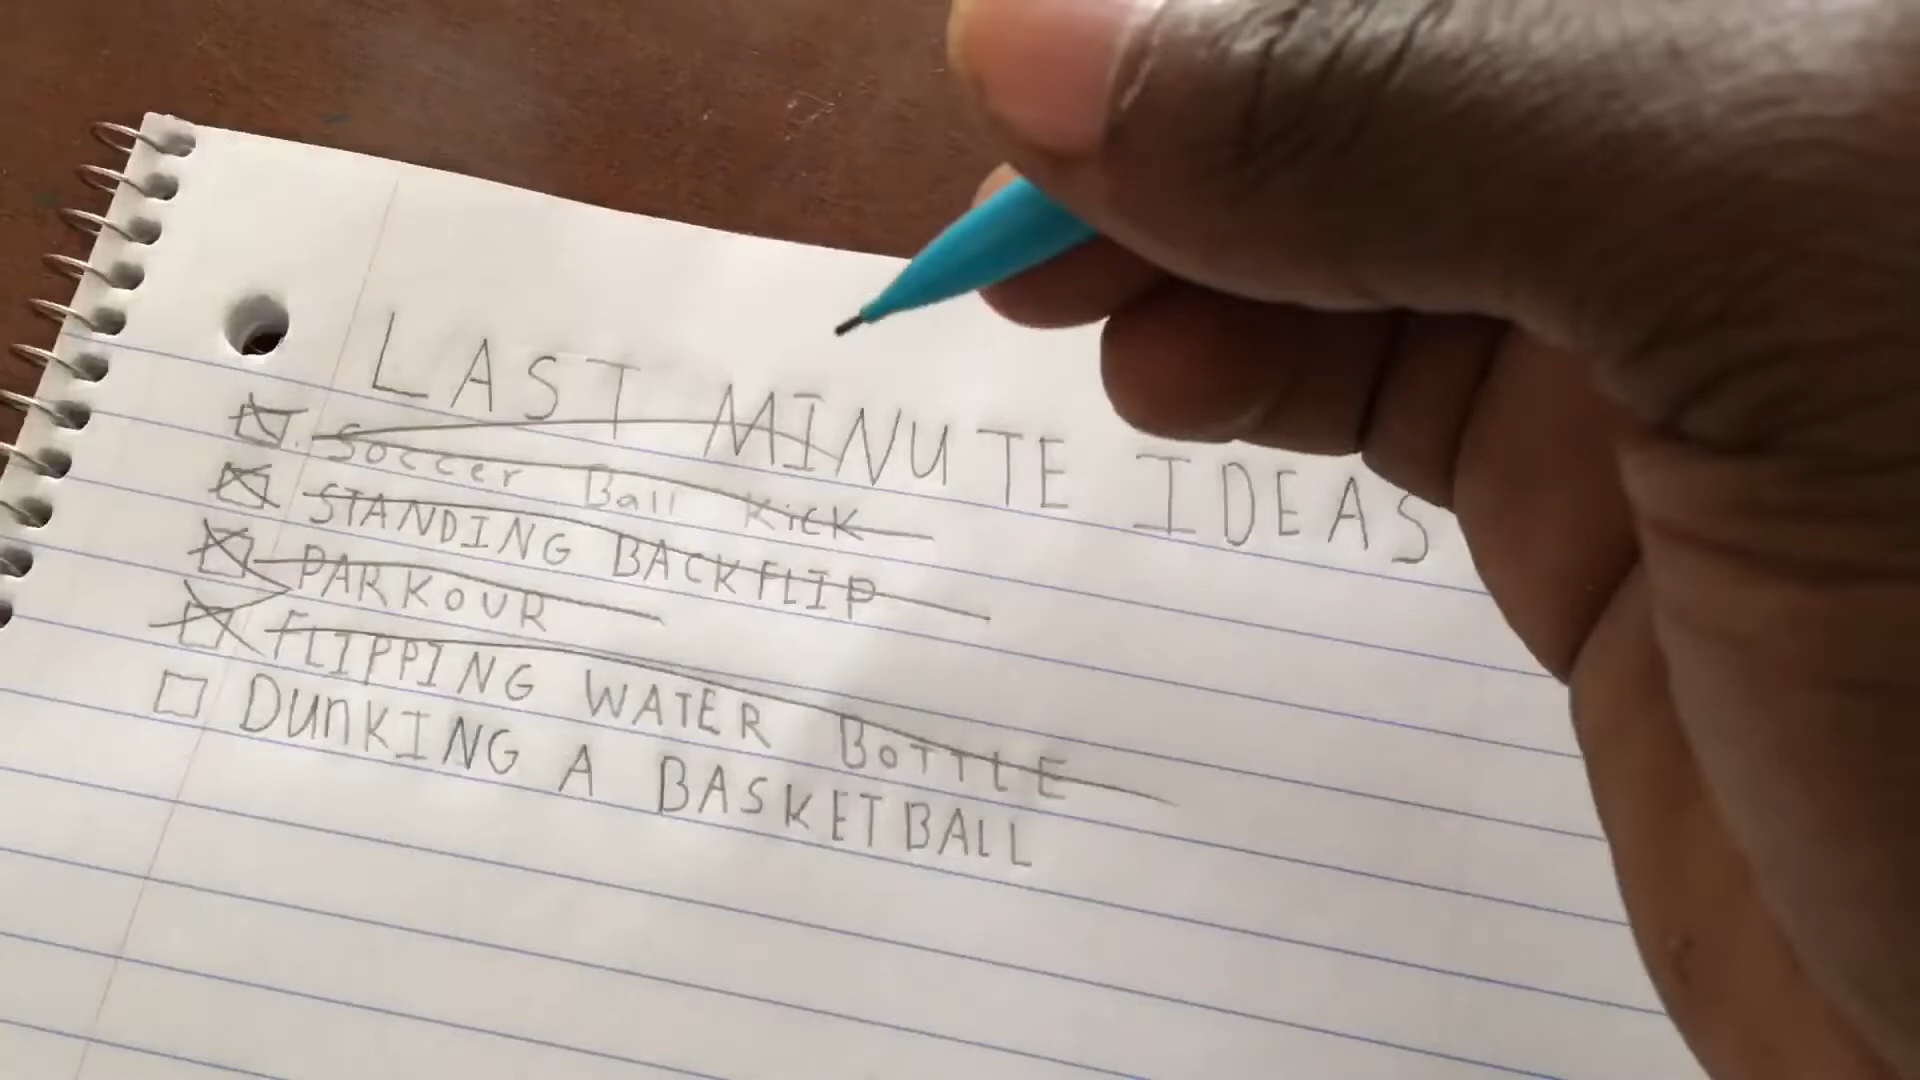 LAST MINUTE IDEAS
Soccer Ball Kick
STANDING BACKFLIP
PARKOUR
FLIPPING WATER BOTTLE
DUNKING A BASKETBALL